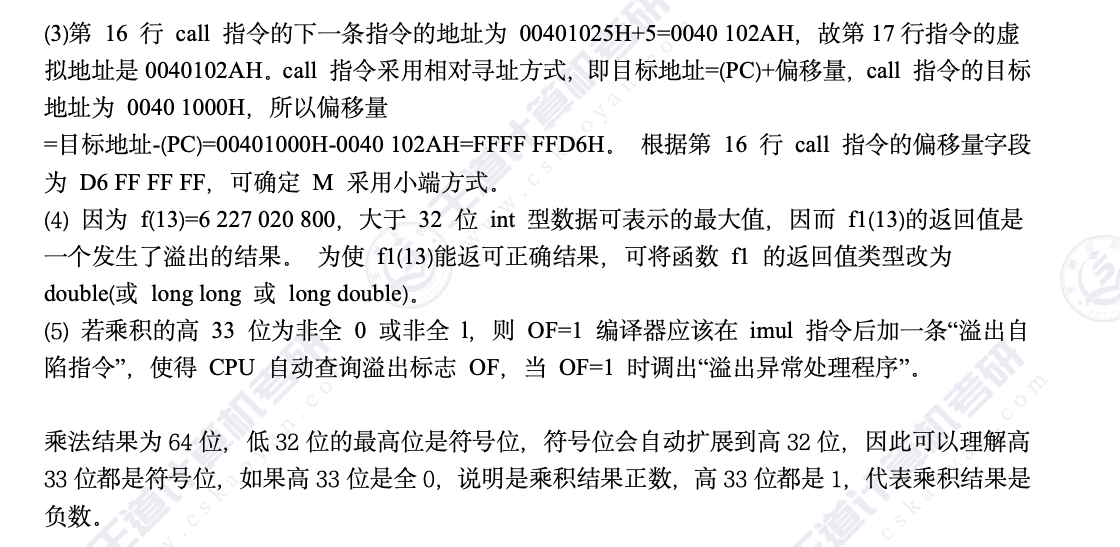 (3)第 16 行 call 指令的下一条指令的地址为 00401025H+5=0040 102AH，故第 17 行指令的虚
拟地址是 0040102AH。call 指令采用相对寻址方式，即目标地址=(PC)+偏移量，call 指令的目标
地址为 0040 1000H，所以偏移量
=目标地址-(PC)=00401000H-0040 102AH=FFFF FFD6H。 根据第 16 行 call 指令的偏移量字段
为 D6 FF FF FF，可确定 M 采用小端方式。
(4) 因为 f(13)=6 227 020 800，大于 32 位 int 型数据可表示的最大值，因而 f1(13)的返回值是
一个发生了溢出的结果。 为使 f1(13)能返可正确结果，可将函数 f1 的返回值类型改为
double(或 long long 或 long double)。
(5) 若乘积的高 33 位为非全 0 或非全 l，则 OF=1 编译器应该在 imul 指令后加一条“溢出自
陷指令”，使得 CPU 自动查询溢出标志 OF，当 OF=1 时调出“溢出异常处理程序”。
乘法结果为 64 位，低 32 位的最高位是符号位，符号位会自动扩展到高 32 位，因此可以理解高
33 位都是符号位，如果高 33 位是全 0，说明是乘积结果正数，高 33 位都是 1，代表乘积结果是
负数。